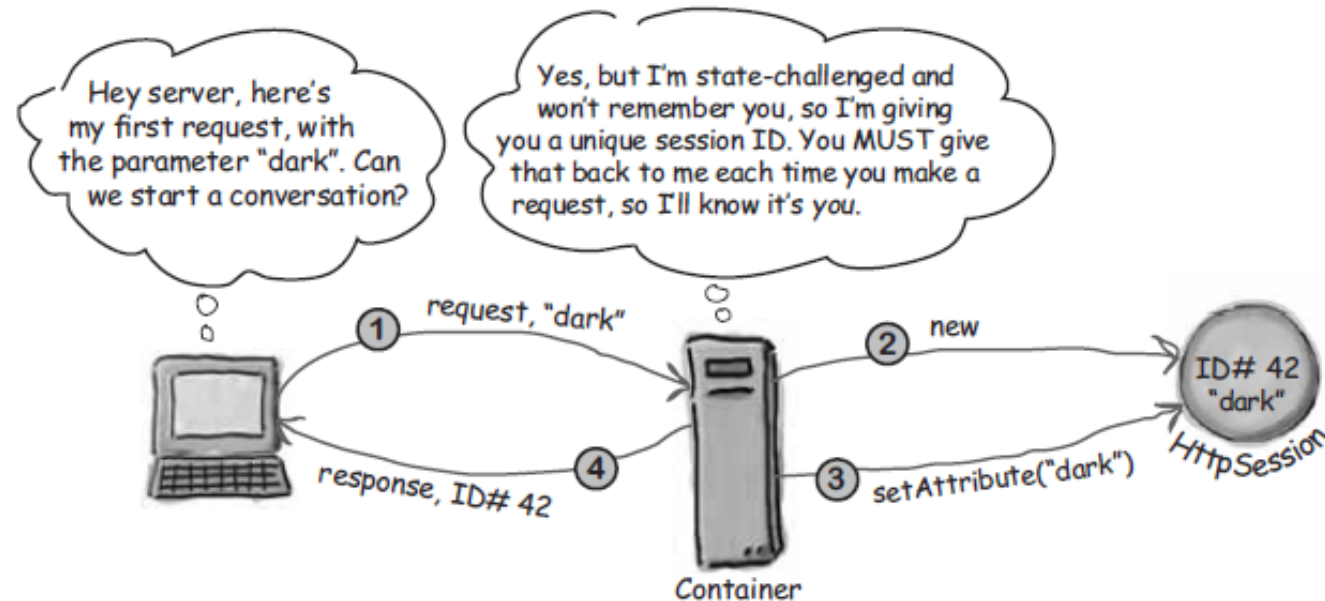 Hey server, here's
my first request, with
the parameter “dark”. Can
we start a conversation?
Yes, but I'm state-challenged and
won't remember you, so I'm giving
you a unique session ID. You MUST give
that back to me each time you make a
request, so I'll know it's you.
1
request, “dark”
2
new
ID# 42
“dark”
HttpSession
3
setAttribute(“dark”)
4
response, ID# 42
Container